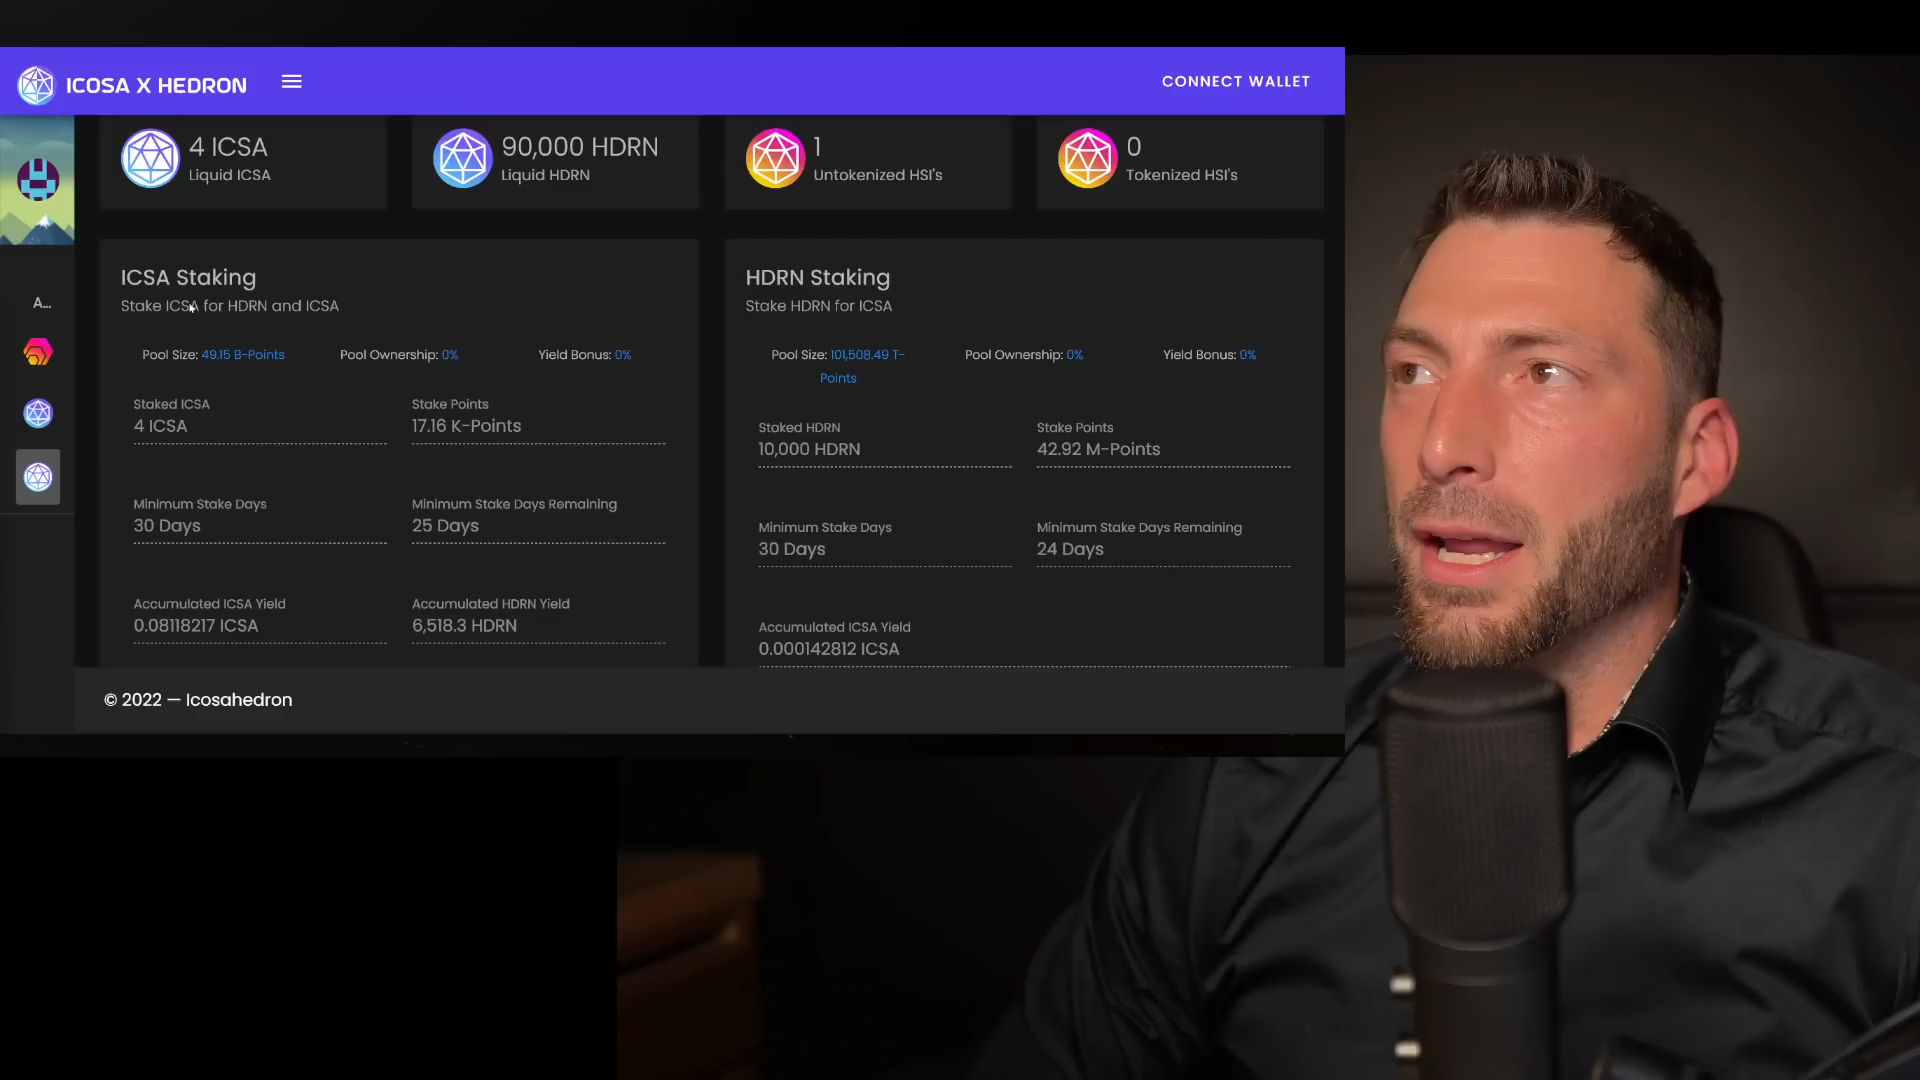 ICOSA X HEDRON
CONNECT WALLET
4 ICSA
Liquid ICSA
90,000 HDRN
Liquid HDRN
1
Untokenized HSI's
0
Tokenized HSI's
A...
ICSA Staking
Stake ICSA for HDRN and ICSA
Pool Size: 49.15 B-Points
Pool Ownership: 0%
Yield Bonus: 0%
Staked ICSA
4 ICSA
Stake Points
17.16 K-Points
Minimum Stake Days
30 Days
Minimum Stake Days Remaining
25 Days
Accumulated ICSA Yield
0.08118217 ICSA
Accumulated HDRN Yield
6,518.3 HDRN
HDRN Staking
Stake HDRN for ICSA
Pool Size: 101,508.49 T-
Points
Pool Ownership: 0%
Yield Bonus: 0%
Staked HDRN
10,000 HDRN
Stake Points
42.92 M-Points
Minimum Stake Days
30 Days
Minimum Stake Days Remaining
24 Days
Accumulated ICSA Yield
0.000142812 ICSA
© 2022 — Icosahedron